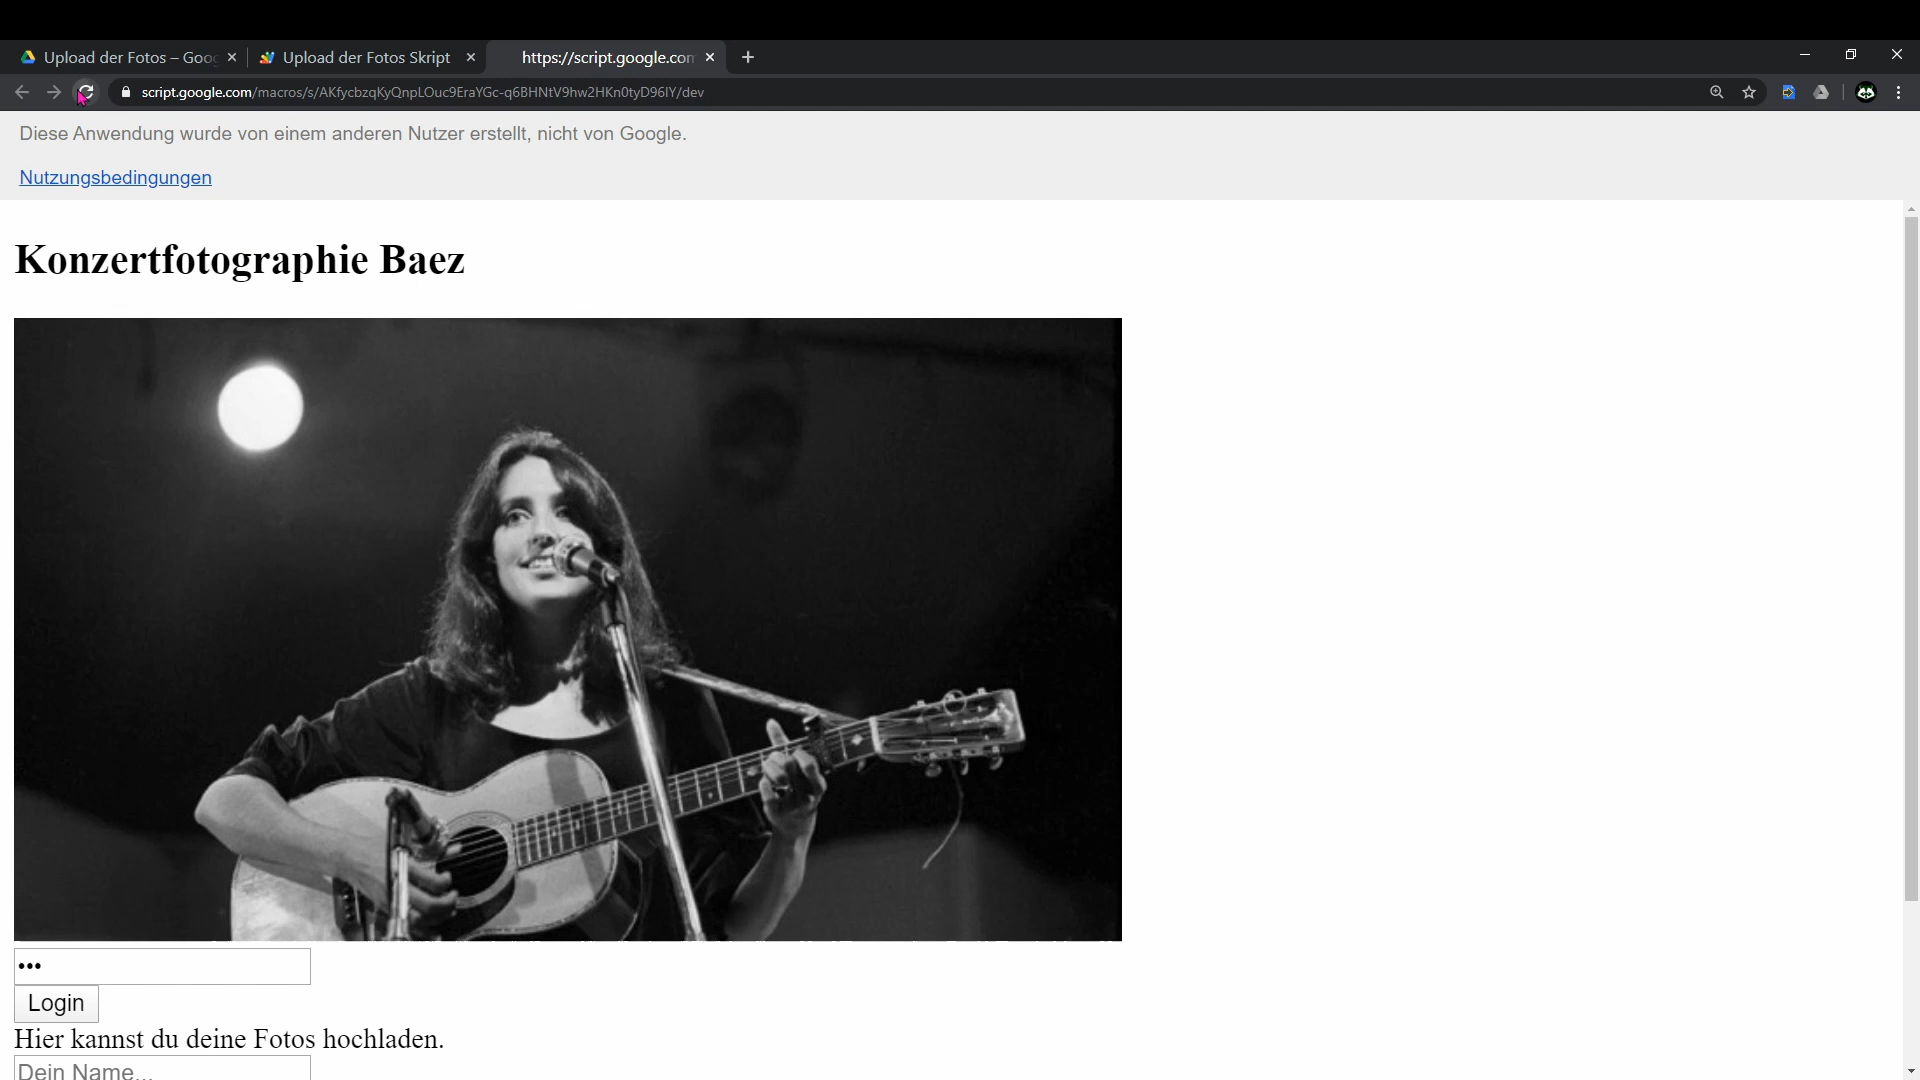 Upload der Fotos – Goo
Upload der Fotos Skript
https://script.google.com
script.google.com/macros/s/AKfycbzqKyQnpLOuc9EraYGc-q6BHNtV9hw2HKn0tyD96IY/dev
Diese Anwendung wurde von einem anderen Nutzer erstellt, nicht von Google.
Nutzungsbedingungen
Konzertfotographie Baez
•••
Login
Hier kannst du deine Fotos hochladen.
Dein Name...